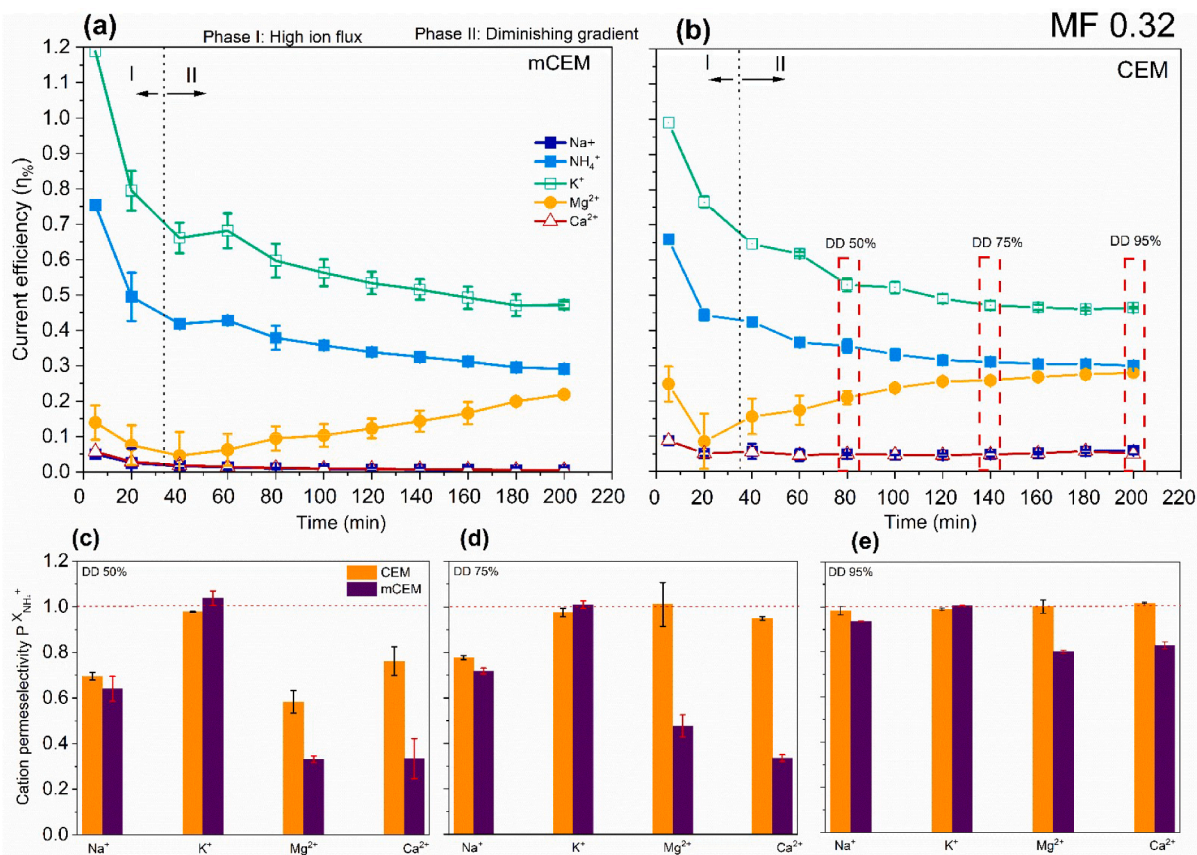 (a)
Phase I: High ion flux
Phase II: Diminishing gradient
(b)
MF 0.32
1.2
1.1
1.0
0.9
0.8
0.7
0.6
0.5
0.4
0.3
0.2
0.1
0.0
Current efficiency (η%)
I
II
mCEM
Na+
NH₄⁺
K⁺
Mg²⁺
Ca²⁺
0 20 40 60 80 100 120 140 160 180 200 220
Time (min)
I
II
CEM
DD 50%
DD 75%
DD 95%
0 20 40 60 80 100 120 140 160 180 200 220
Time (min)
(c)
(d)
(e)
1.2
1.0
0.8
0.6
0.4
0.2
0.0
Cation permeselectivity P X NH₄ +
DD 50%
CEM
mCEM
Na⁺ K⁺ Mg²⁺ Ca²⁺
DD 75%
Na⁺ K⁺ Mg²⁺ Ca²⁺
DD 95%
Na⁺ K⁺ Mg²⁺ Ca²⁺